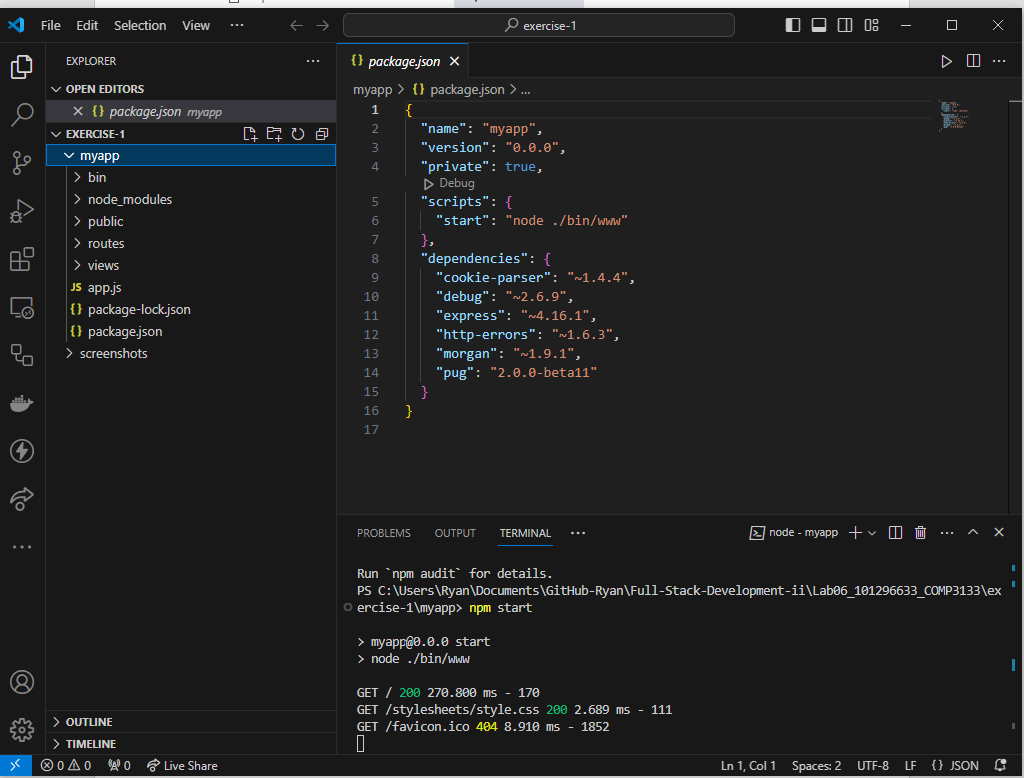 File Edit Selection View ··· exercise-1
EXPLORER ···
OPEN EDITORS
package.json myapp
EXERCISE-1
myapp
bin
node_modules
public
routes
views
JS app.js
{} package-lock.json
{} package.json
screenshots
OUTLINE
TIMELINE
{} package.json
myapp > {} package.json > ...
1 {
2 "name": "myapp",
3 "version": "0.0.0",
4 "private": true,
Debug
5 "scripts": {
6 "start": "node ./bin/www"
7 },
8 "dependencies": {
9 "cookie-parser": "~1.4.4",
10 "debug": "~2.6.9",
11 "express": "~4.16.1",
12 "http-errors": "~1.6.3",
13 "morgan": "~1.9.1",
14 "pug": "2.0.0-beta11"
15 }
16 }
17
PROBLEMS OUTPUT TERMINAL ··· node - myapp
Run `npm audit` for details.
PS C:\Users\Ryan\Documents\GitHub-Ryan\Full-Stack-Development-ii\Lab06_101296633_COMP3133\ex
ercise-1\myapp> npm start
> myapp@0.0.0 start
> node ./bin/www
GET / 200 270.800 ms - 170
GET /stylesheets/style.css 200 2.689 ms - 111
GET /favicon.ico 404 8.910 ms - 1852
0 0 0 Live Share Ln 1, Col 1 Spaces: 2 UTF-8 LF {} JSON